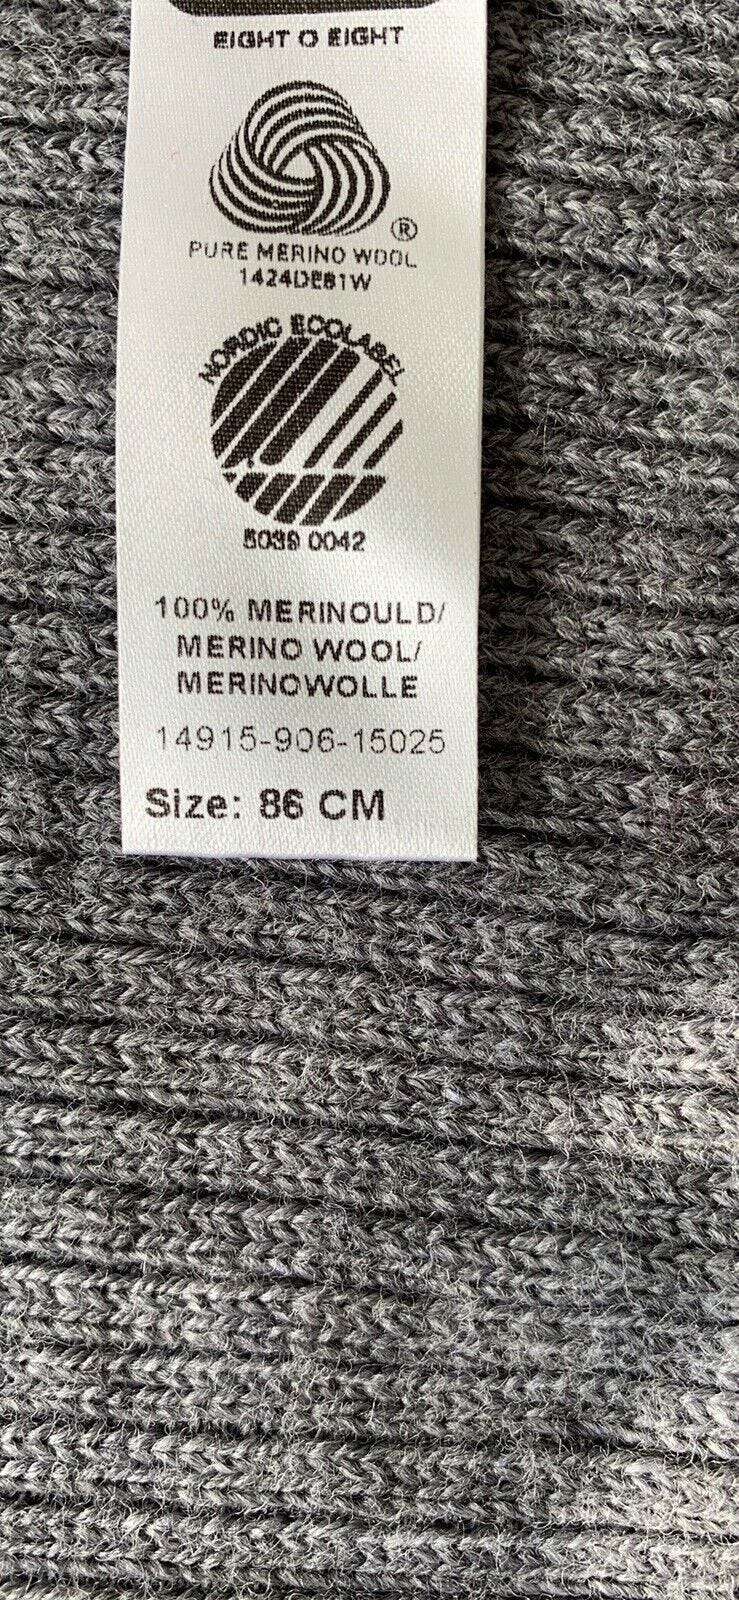 EIGHT O EIGHT
®
PURE MERINO WOOL
1424DE81W
NORDIC ECOLABEL
5039 0042
100% MERINOULD/
MERINO WOOL/
MERINOWOLLE
14915-906-15025
Size: 86 CM